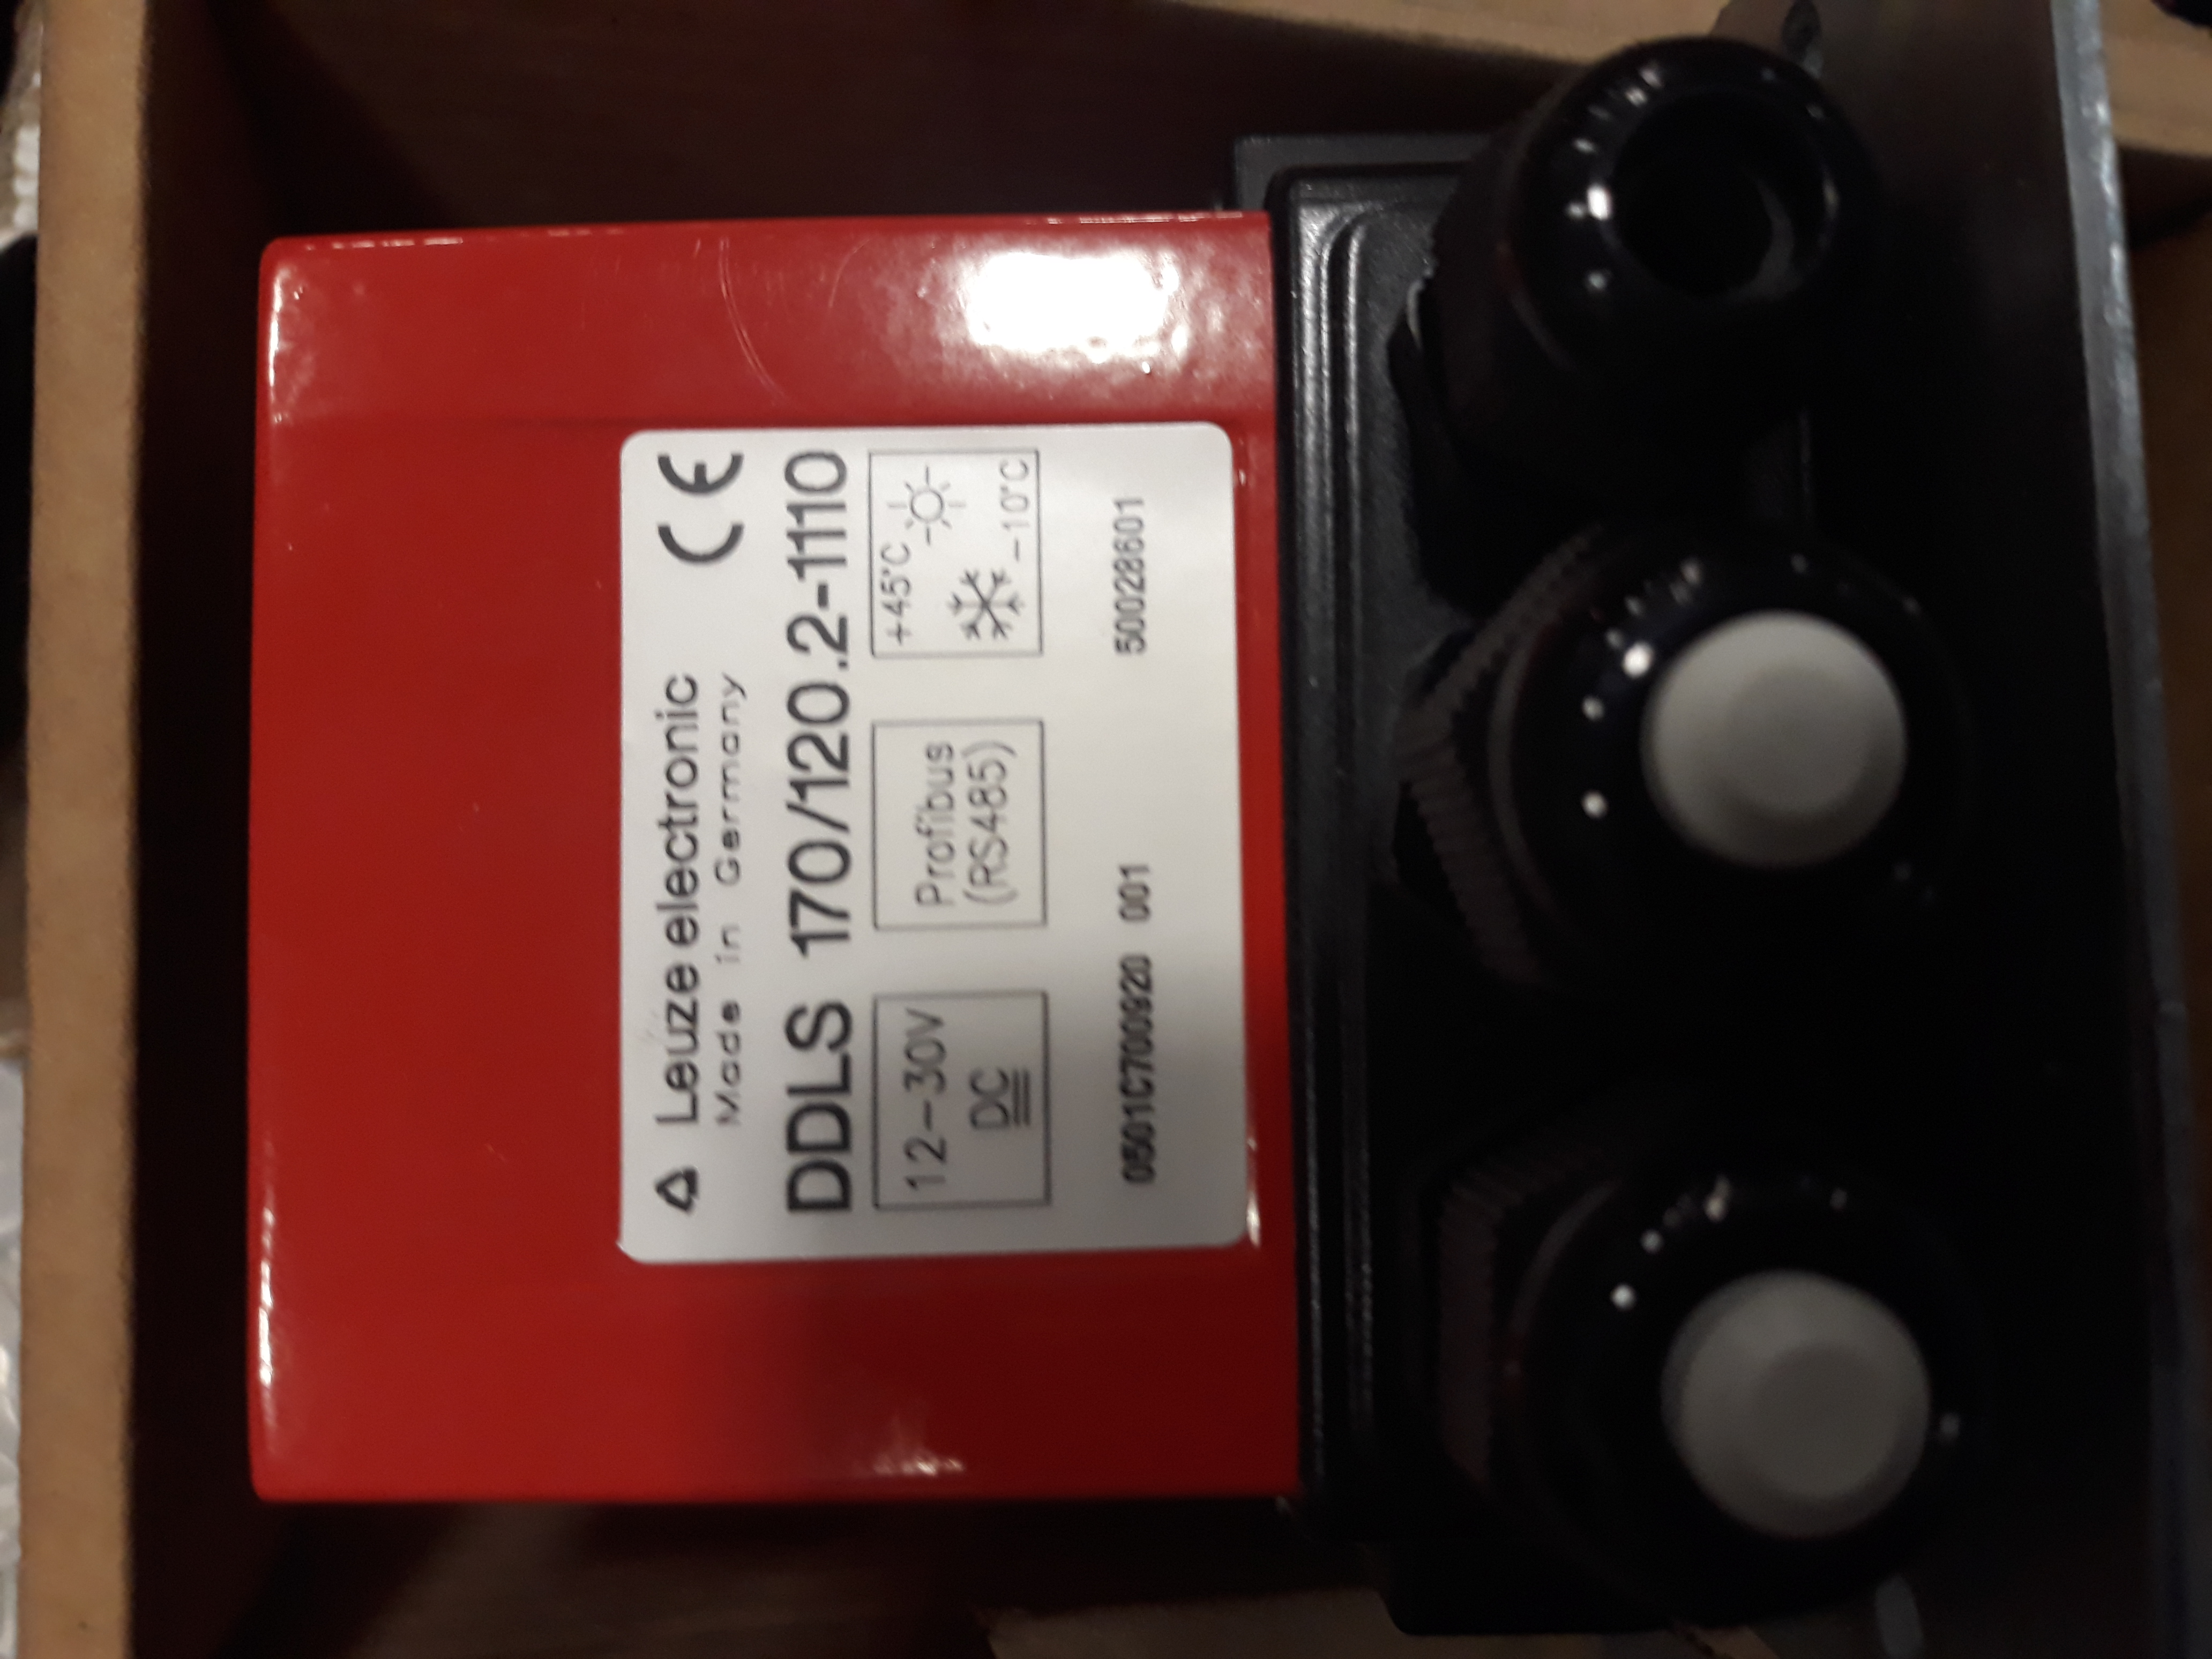 Leuze electronic
Made in Germany
CE
DDLS 170/120.2-1110
12-30V
DC
Profibus
(RS485)
+45°C
-10°C
0501C700920 001
50028601